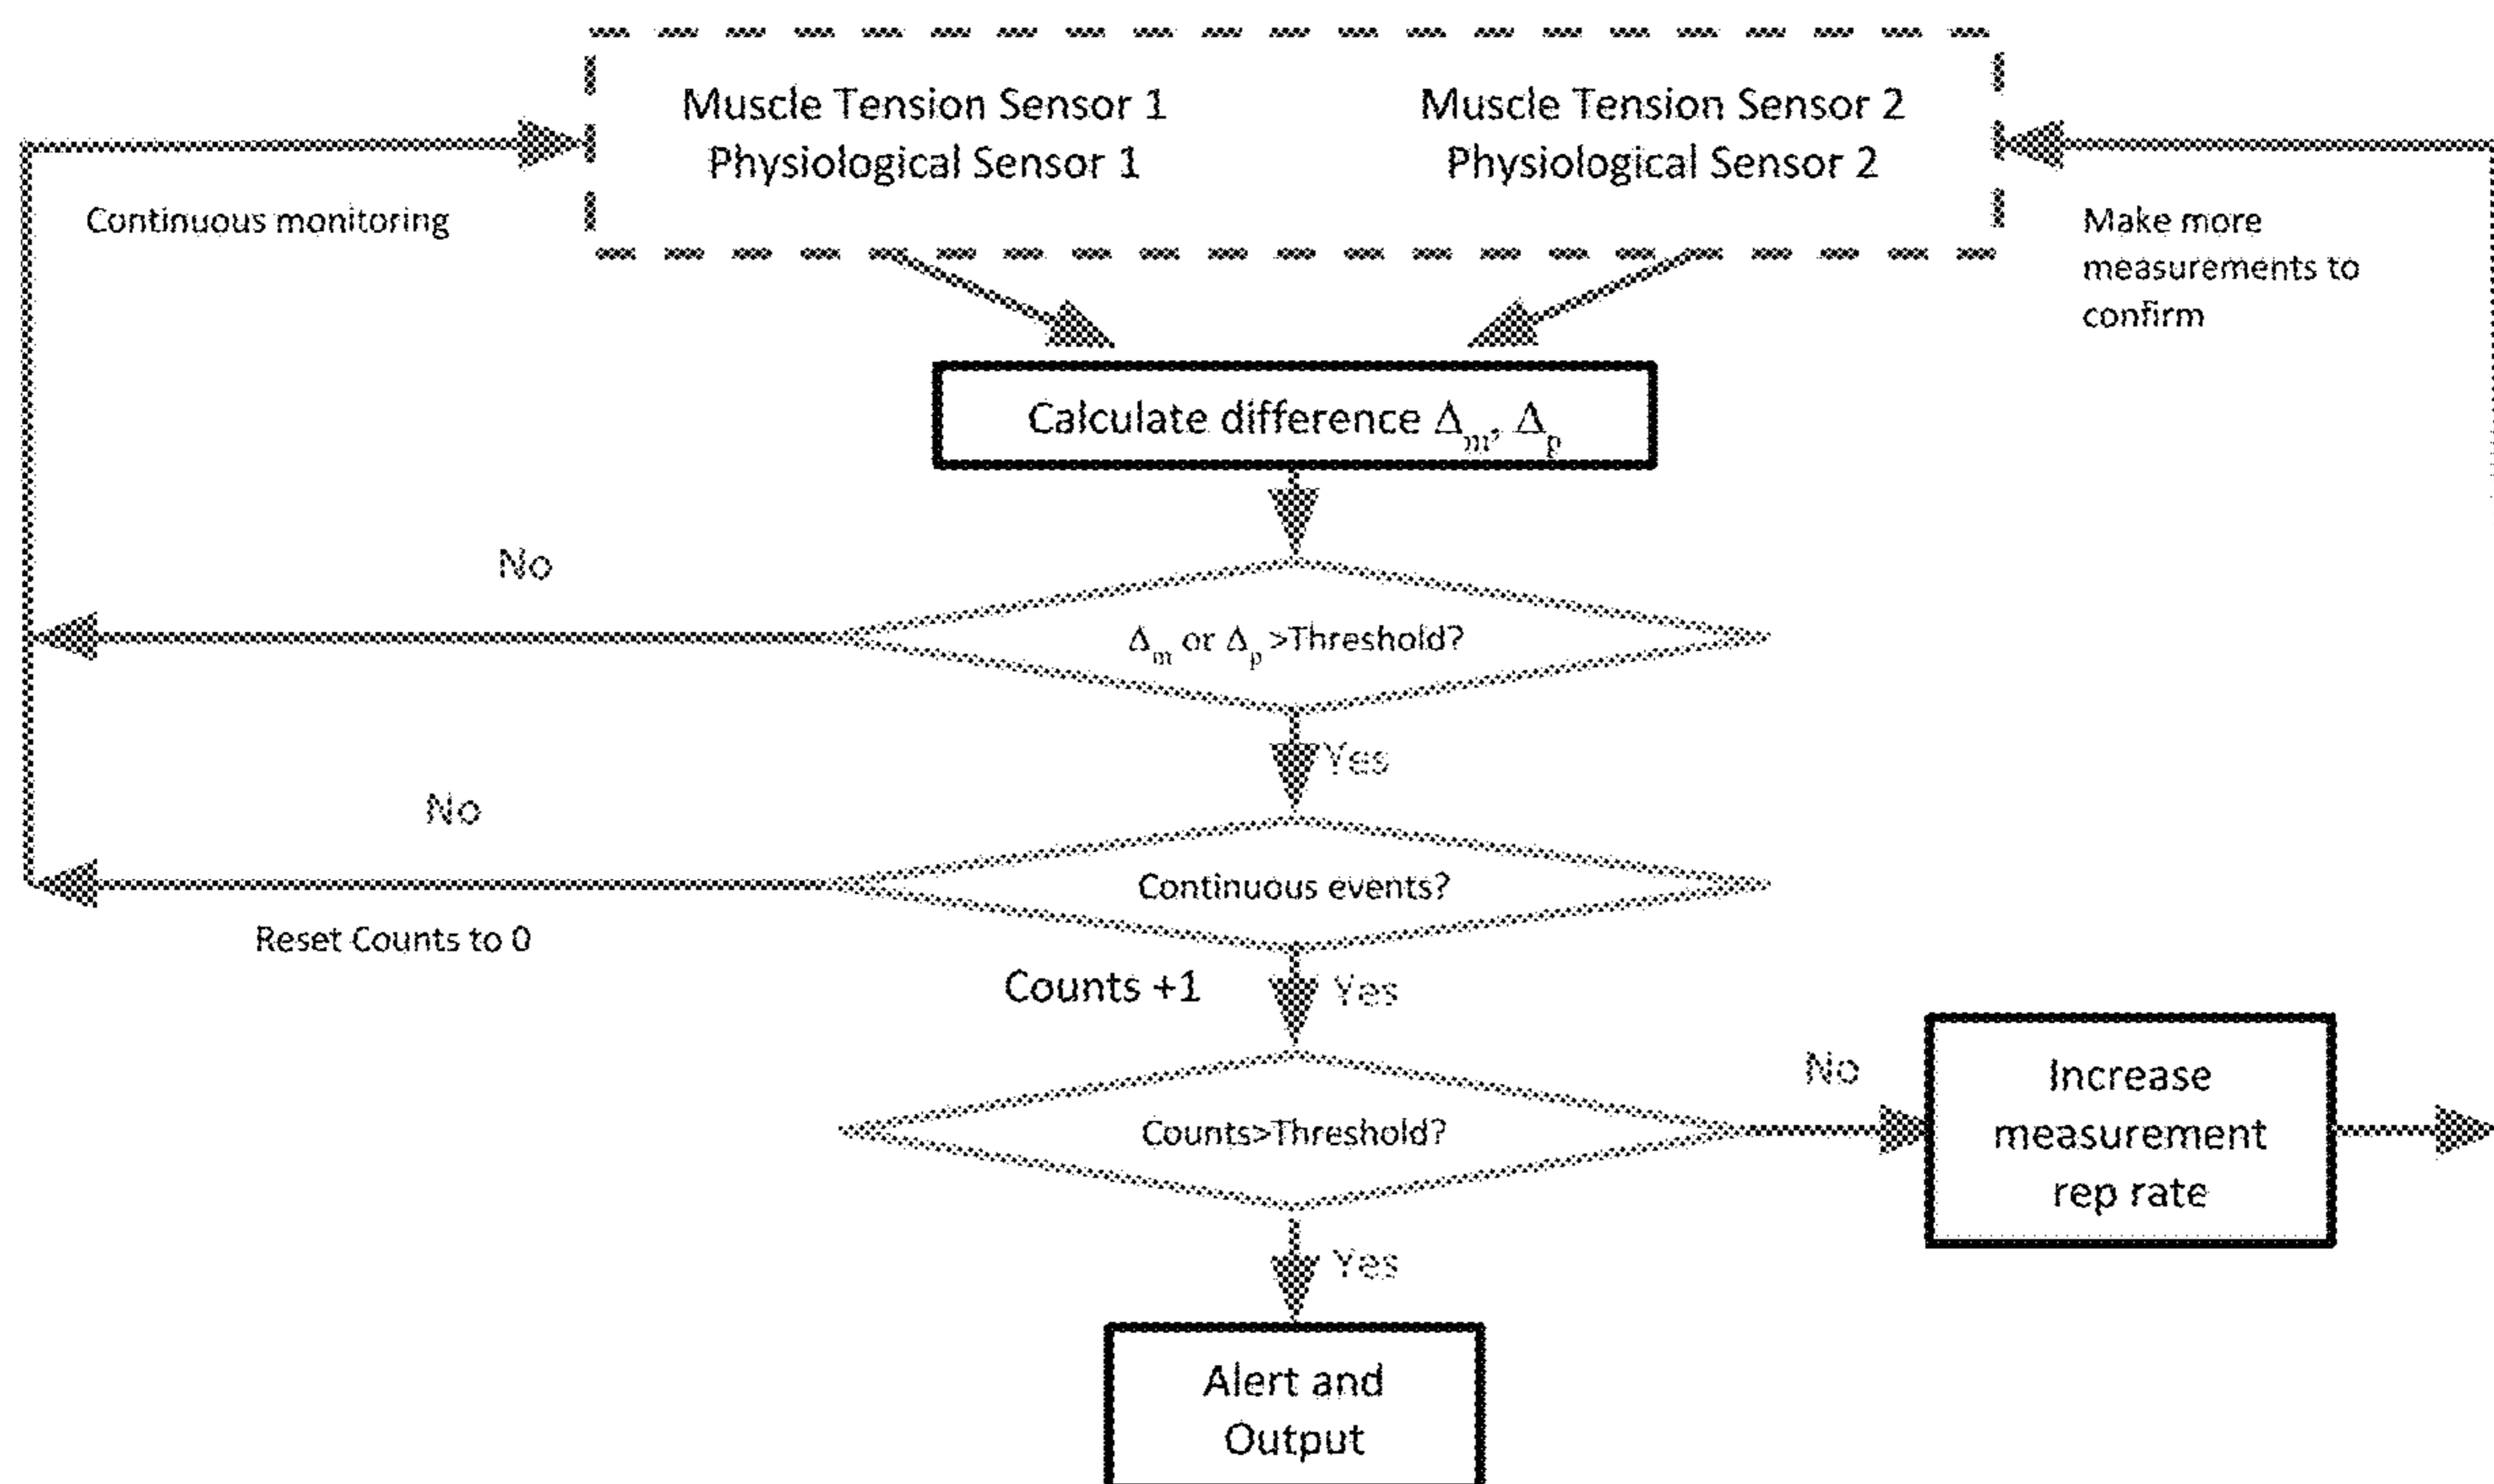 Muscle Tension Sensor 1
Physiological Sensor 1
Muscle Tension Sensor 2
Physiological Sensor 2
Continuous monitoring
Make more
measurements to
confirm
Calculate difference Δm, Δp
No
Δm or Δp >Threshold?
Yes
No
Continuous events?
Reset Counts to 0
Counts +1
Yes
No
Counts>Threshold?
Increase
measurement
rep rate
Yes
Alert and
Output